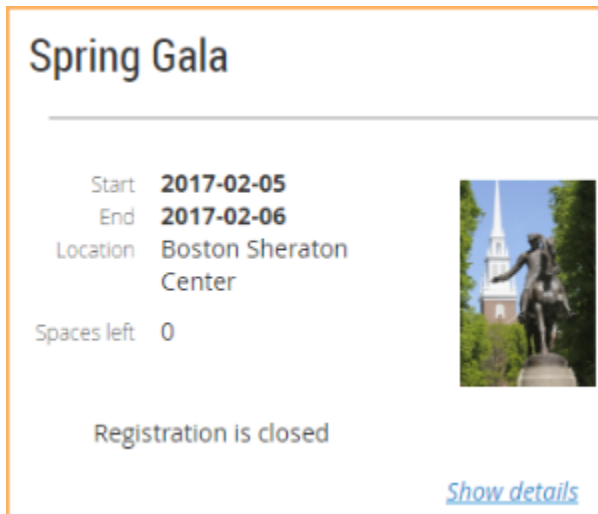 Spring Gala
Start 2017-02-05
End 2017-02-06
Location Boston Sheraton
Center
Spaces left 0
Registration is closed
Show details